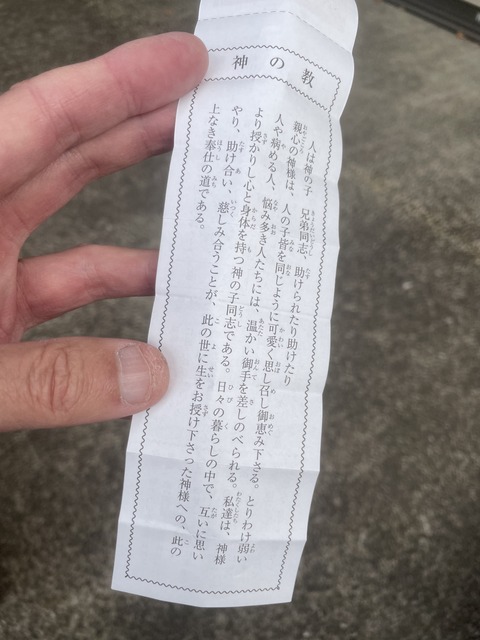 神の教
人は神の子　兄弟同志、助けられたり助けたり
親心の神様は、人の子皆を同じように可愛く思し召し御恵み下さる。とりわけ弱い
人や病める人、悩み多き人たちには、温かい御手を差しのべられる。私達は、神様
より授かりし心と身体を持つ神の子同志である。日々の暮らしの中で、互いに思い
やり、助け合い、慈しみ合うことが、此の世に生をお授け下さった神様への、此の
上なき奉仕の道である。